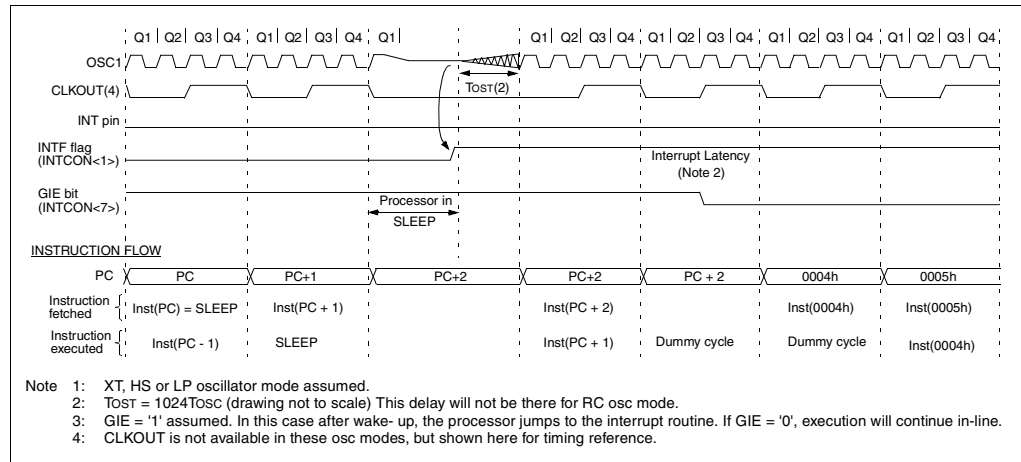 Q1 Q2 Q3 Q4 Q1 Q2 Q3 Q4 Q1 Q1 Q2 Q3 Q4 Q1 Q2 Q3 Q4 Q1 Q2 Q3 Q4 Q1 Q2 Q3 Q4
OSC1
TOST(2)
CLKOUT(4)
INT pin
INTF flag
(INTCON<1>)
Interrupt Latency
(Note 2)
GIE bit
(INTCON<7>)
Processor in
SLEEP
INSTRUCTION FLOW
PC PC PC+1 PC+2 PC+2 PC + 2 0004h 0005h
Instruction
fetched
Inst(PC) = SLEEP Inst(PC + 1) Inst(PC + 2) Inst(0004h) Inst(0005h)
Instruction
executed
Inst(PC - 1) SLEEP Inst(PC + 1) Dummy cycle Dummy cycle Inst(0004h)
Note 1: XT, HS or LP oscillator mode assumed.
2: TOST = 1024TOSC (drawing not to scale) This delay will not be there for RC osc mode.
3: GIE = '1' assumed. In this case after wake- up, the processor jumps to the interrupt routine. If GIE = '0', execution will continue in-line.
4: CLKOUT is not available in these osc modes, but shown here for timing reference.